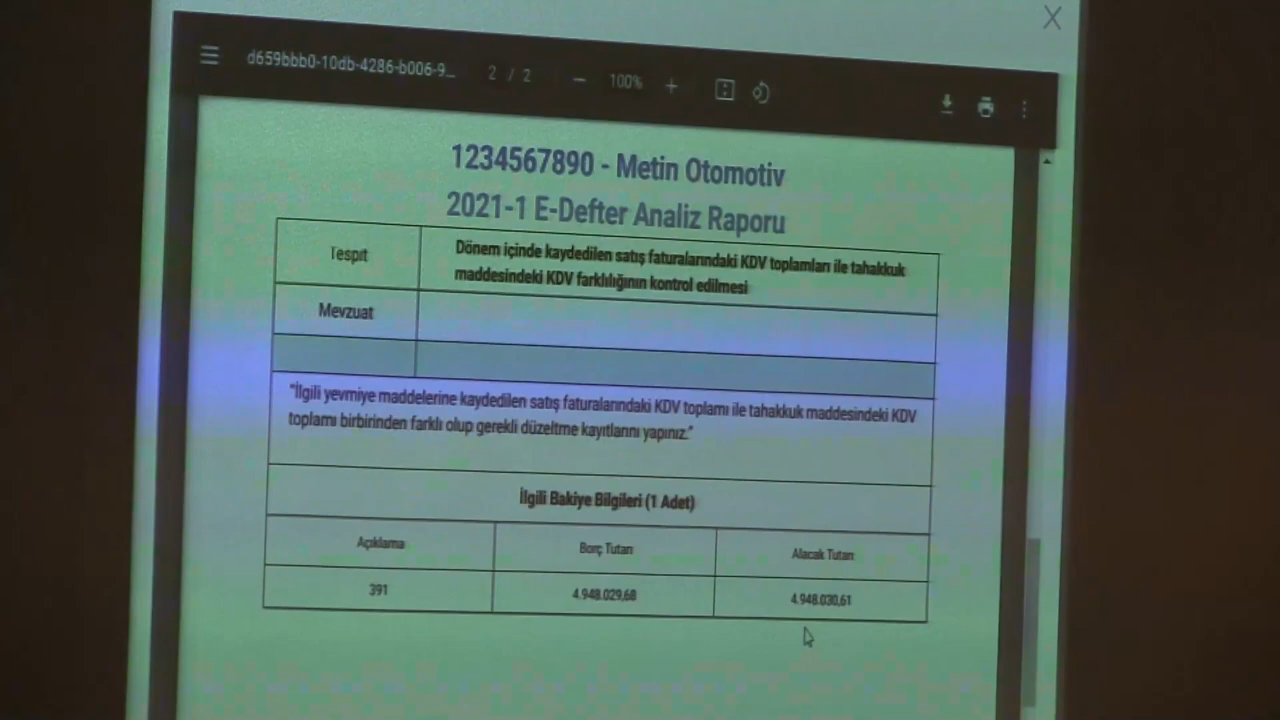 d659bbb0-10db-4286-b006-9... 2 / 2 100%
1234567890 - Metin Otomotiv
2021-1 E-Defter Analiz Raporu
Tespit
Dönem içinde kaydedilen satış faturalarındaki KDV toplamları ile tahakkuk
maddesindeki KDV farklılığının kontrol edilmesi
Mevzuat
"İlgili yevmiye maddelerine kaydedilen satış faturalarındaki KDV toplamı ile tahakkuk maddesindeki KDV
toplamı birbirinden farklı olup gerekli düzeltme kayıtlarını yapınız."
İlgili Bakiye Bilgileri (1 Adet)
Açıklama Borç Tutarı Alacak Tutarı
391 4.948.029,68 4.948.030,61